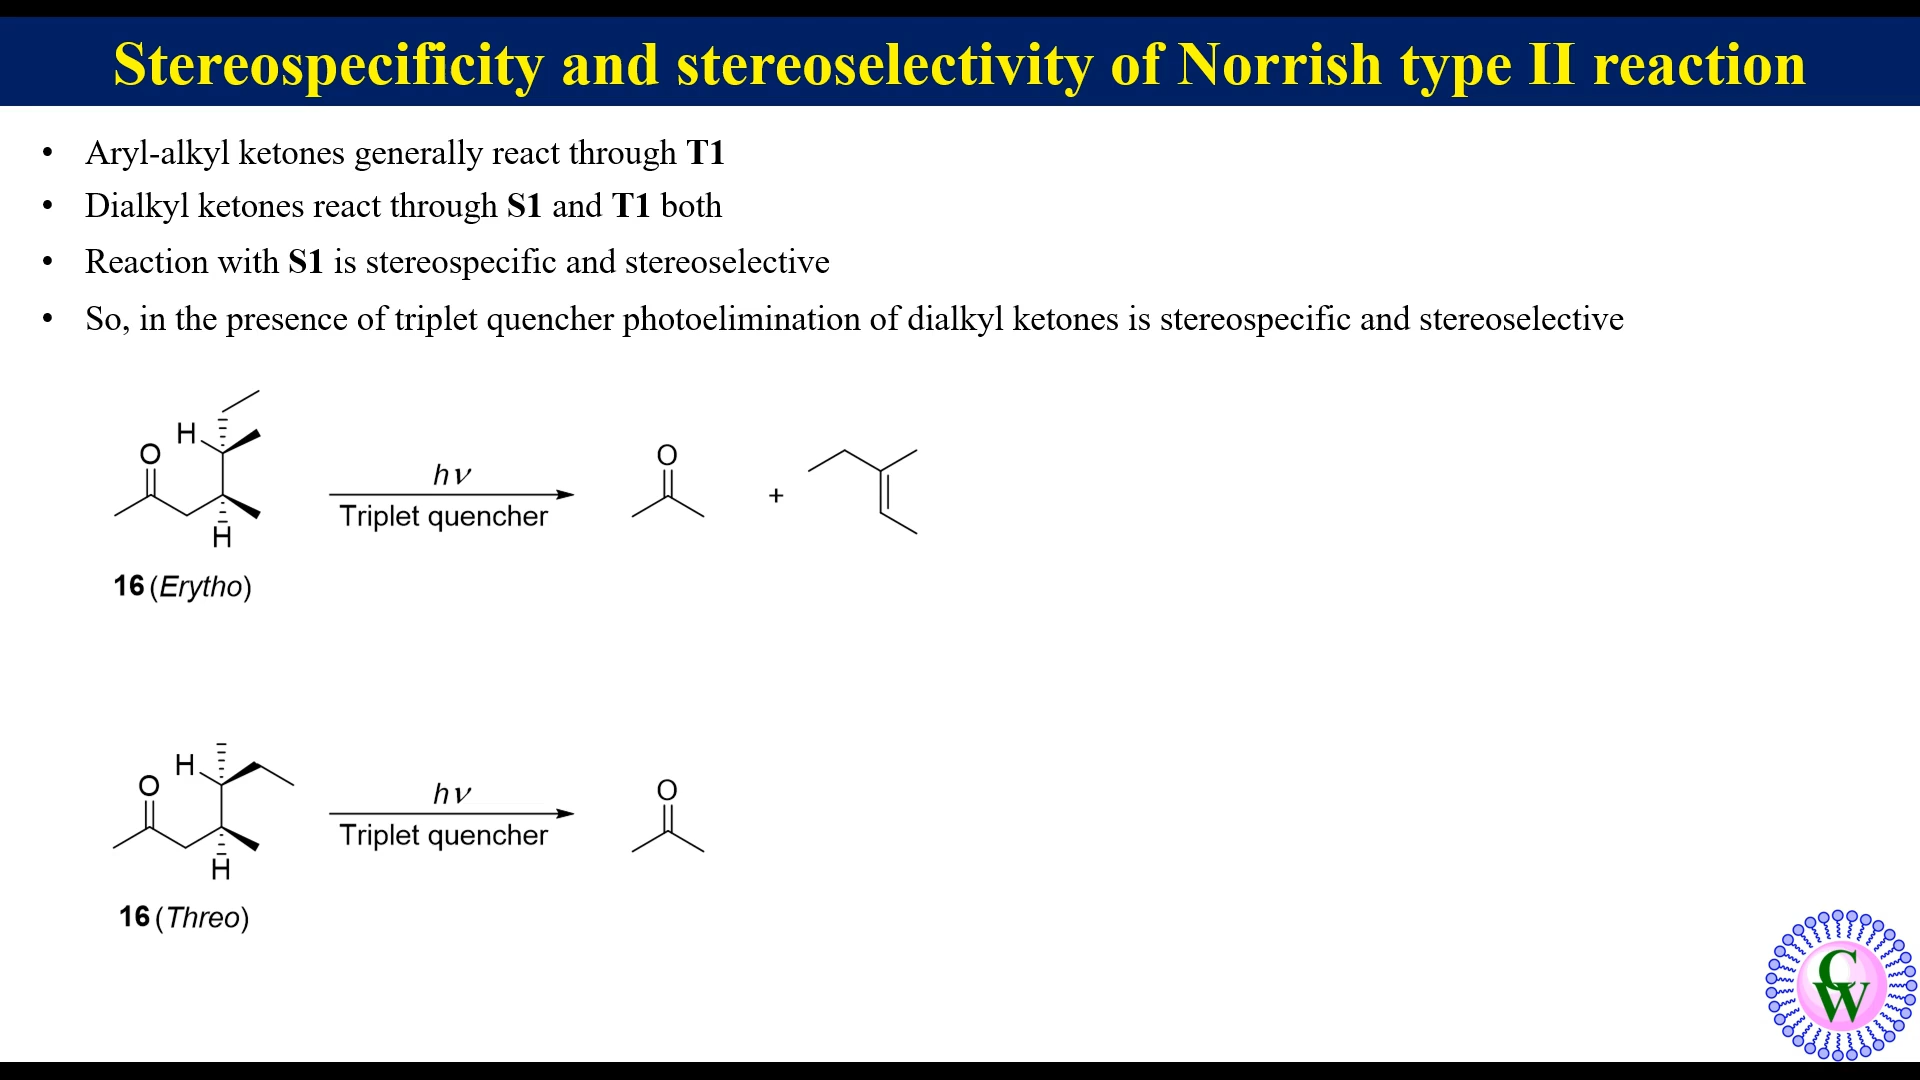 Stereospecificity and stereoselectivity of Norrish type II reaction
• Aryl-alkyl ketones generally react through T1
• Dialkyl ketones react through S1 and T1 both
• Reaction with S1 is stereospecific and stereoselective
• So, in the presence of triplet quencher photoelimination of dialkyl ketones is stereospecific and stereoselective
H
O
H
hν
Triplet quencher
O
+
16 (Erytho)
H
O
H
hν
Triplet quencher
O
16 (Threo)
CW